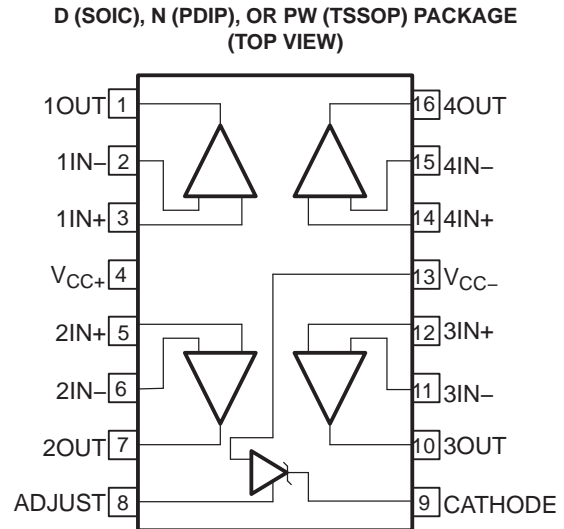 D (SOIC), N (PDIP), OR PW (TSSOP) PACKAGE
(TOP VIEW)
1OUT 1 16 4OUT
1IN− 2 15 4IN−
1IN+ 3 14 4IN+
VCC+ 4 13 VCC−
2IN+ 5 12 3IN+
2IN− 6 11 3IN−
2OUT 7 10 3OUT
ADJUST 8 9 CATHODE